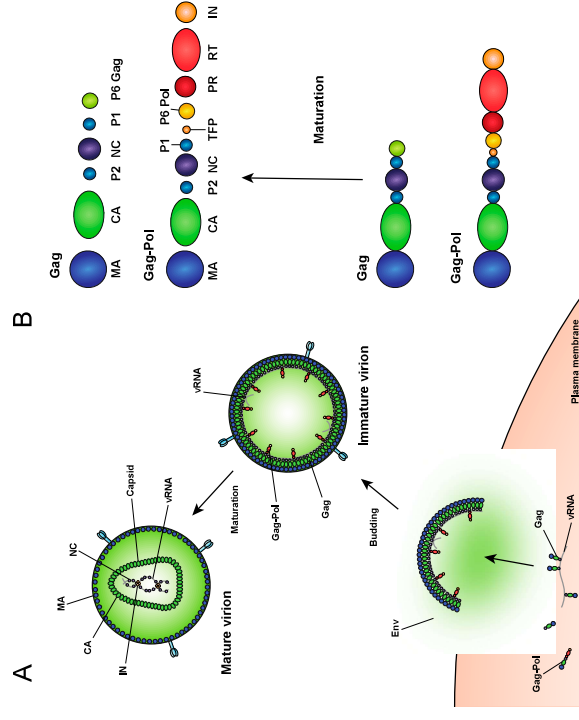 A
Mature virion
CA
MA
NC
IN
Capsid
vRNA
Maturation
Gag-Pol
Gag
vRNA
Immature virion
Budding
Env
Gag-Pol
Gag
vRNA
Plasma membrane
B
Gag
MA CA P2 NC P1 P6 Gag
Gag-Pol
P1 P6 Pol
MA CA P2 NC TFP PR RT IN
Maturation
Gag
Gag-Pol